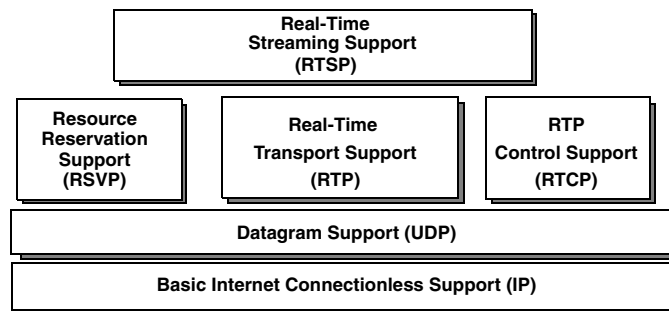 Real-Time
Streaming Support
(RTSP)
Resource
Reservation
Support
(RSVP)
Real-Time
Transport Support
(RTP)
RTP
Control Support
(RTCP)
Datagram Support (UDP)
Basic Internet Connectionless Support (IP)